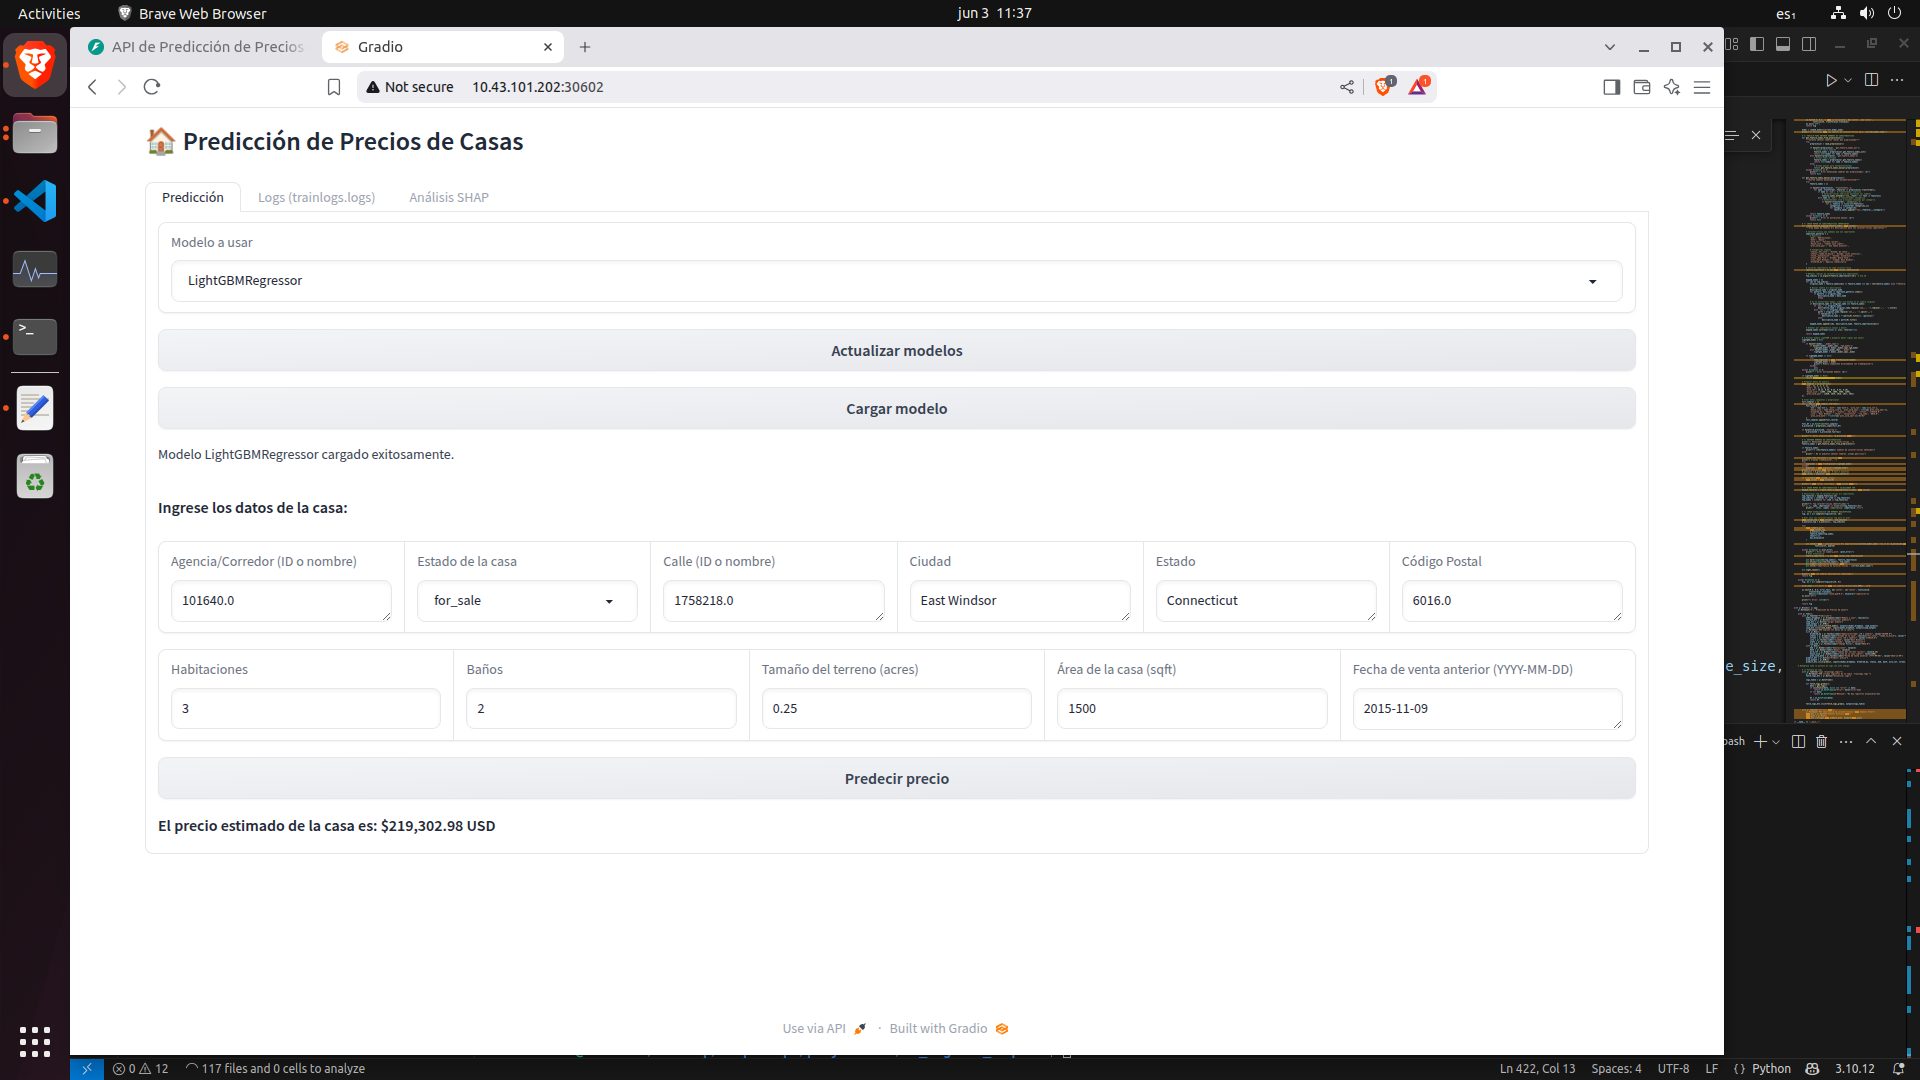 Activities
Brave Web Browser
jun 3 11:37
es₁
API de Predicción de Precios
Gradio
Not secure
10.43.101.202:30602
1
1
🏠 Predicción de Precios de Casas
Predicción
Logs (trainlogs.logs)
Análisis SHAP
Modelo a usar
LightGBMRegressor
Actualizar modelos
Cargar modelo
Modelo LightGBMRegressor cargado exitosamente.
Ingrese los datos de la casa:
Agencia/Corredor (ID o nombre)
Estado de la casa
Calle (ID o nombre)
Ciudad
Estado
Código Postal
101640.0
for_sale
1758218.0
East Windsor
Connecticut
6016.0
Habitaciones
Baños
Tamaño del terreno (acres)
Área de la casa (sqft)
Fecha de venta anterior (YYYY-MM-DD)
3
2
0.25
1500
2015-11-09
Predecir precio
El precio estimado de la casa es: $219,302.98 USD
Use via API
·
Built with Gradio
e_size,
0
12
117 files and 0 cells to analyze
Ln 422, Col 13
Spaces: 4
UTF-8
LF
{ } Python
3.10.12